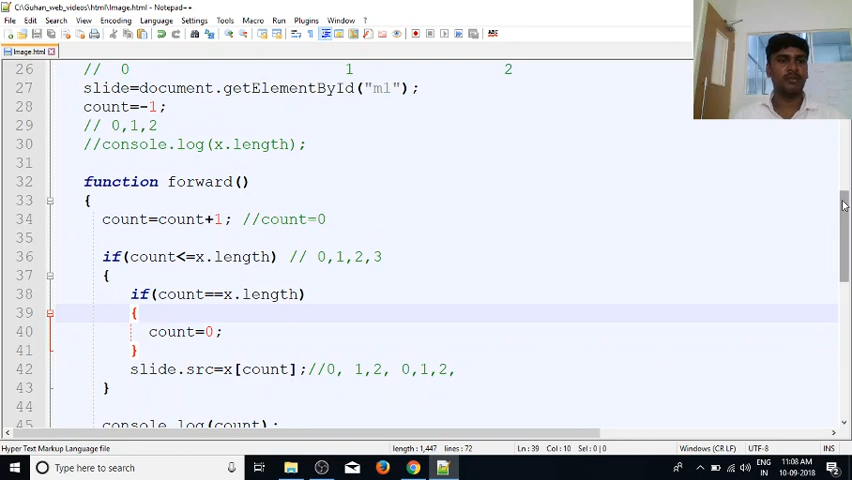 C:\Guhan_web_videos\html\Image.html - Notepad++
File Edit Search View Encoding Language Settings Tools Macro Run Plugins Window ?
Image.html
26 // 0 1 2
27 slide=document.getElementById("m1");
28 count=-1;
29 // 0,1,2
30 //console.log(x.length);
31
32 function forward()
33 {
34 count=count+1; //count=0
35
36 if(count<=x.length) // 0,1,2,3
37 {
38 if(count==x.length)
39 {
40 count=0;
41 }
42 slide.src=x[count];//0, 1,2, 0,1,2,
43 }
44
45 console.log(count);
Hyper Text Markup Language file length : 1,447 lines : 72 Ln : 39 Col : 10 Sel : 0 | 0 Windows (CR LF) UTF-8 INS
Type here to search
ENG
IN
11:08 AM
10-09-2018
2